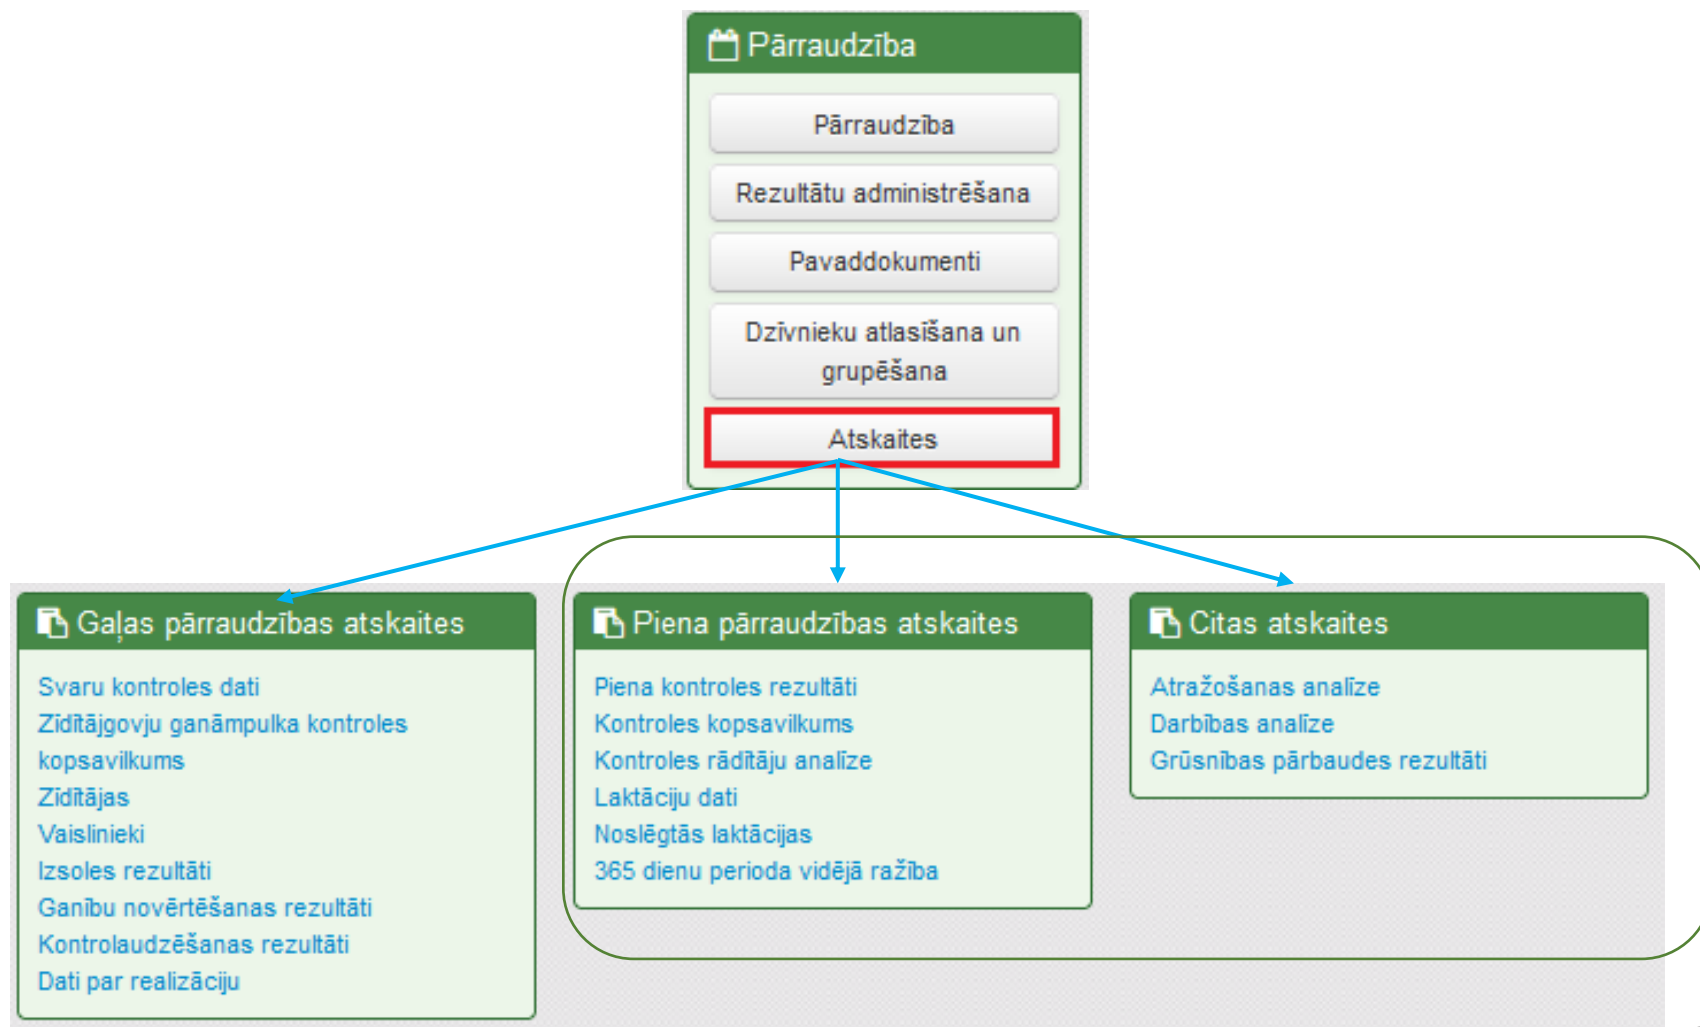 Pārraudzība
Pārraudzība
Rezultātu administrēšana
Pavaddokumenti
Dzīvnieku atlasīšana un
grupēšana
Atskaites
Gaļas pārraudzības atskaites
Svaru kontroles dati
Zīdītājgovju ganāmpulka kontroles
kopsavilkums
Zīdītājas
Vaislinieki
Izsoles rezultāti
Ganību novērtēšanas rezultāti
Kontrolaudzēšanas rezultāti
Dati par realizāciju
Piena pārraudzības atskaites
Piena kontroles rezultāti
Kontroles kopsavilkums
Kontroles rādītāju analīze
Laktāciju dati
Noslēgtās laktācijas
365 dienu perioda vidējā ražība
Citas atskaites
Atražošanas analīze
Darbības analīze
Grūsnības pārbaudes rezultāti